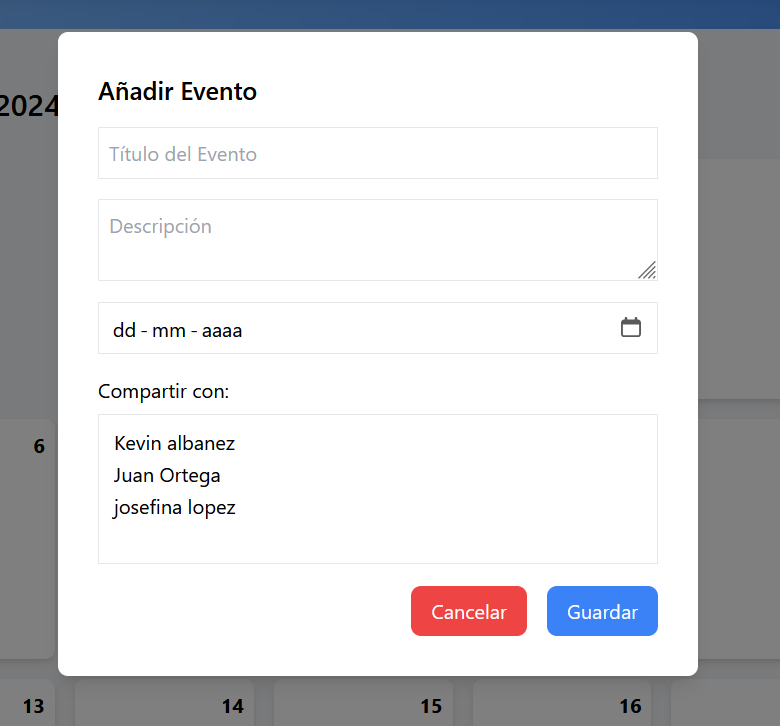 Añadir Evento
2024
Título del Evento
Descripción
dd - mm - aaaa
Compartir con:
Kevin albanez
6
Juan Ortega
josefina lopez
Cancelar
Guardar
13
14
15
16